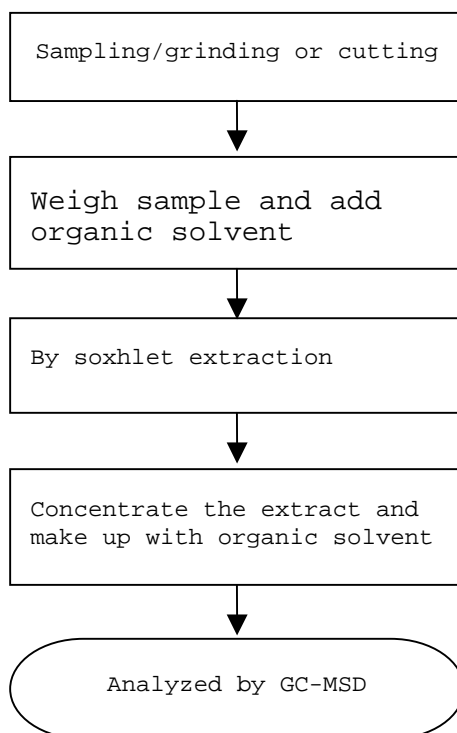 Sampling/grinding or cutting
Weigh sample and add
organic solvent
By soxhlet extraction
Concentrate the extract and
make up with organic solvent
Analyzed by GC-MSD